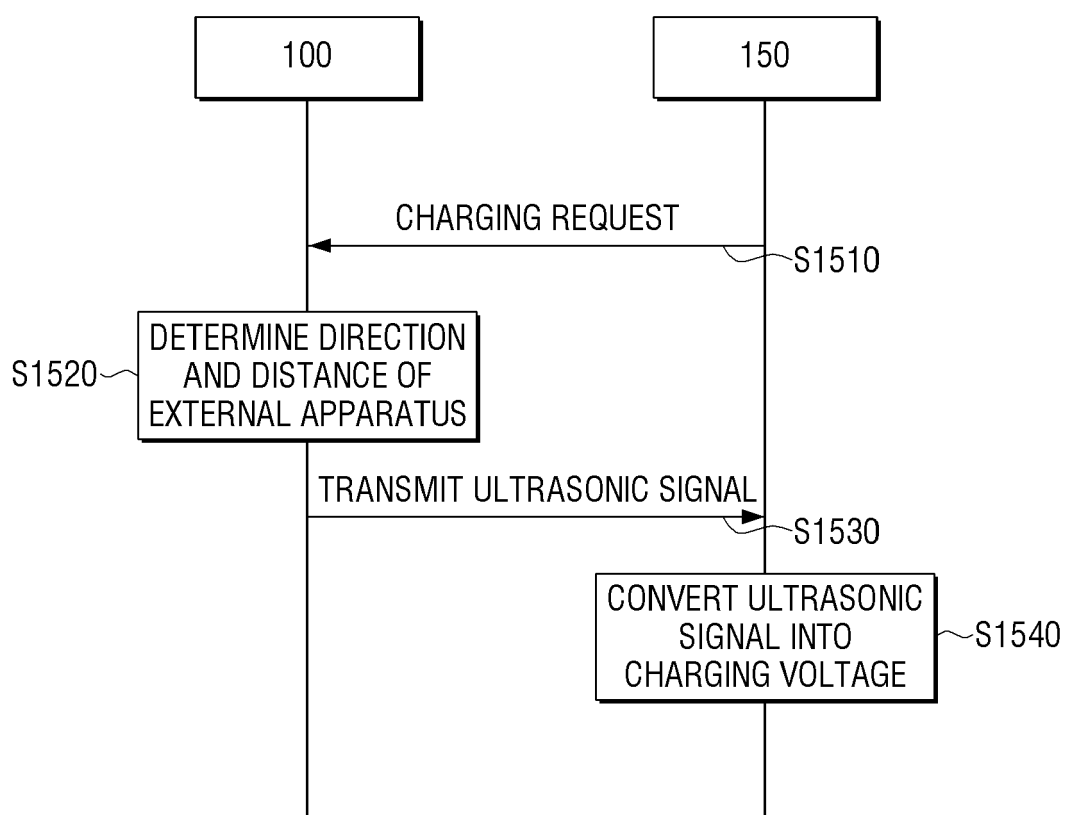 100
150
CHARGING REQUEST
S1510
DETERMINE DIRECTION
AND DISTANCE OF
EXTERNAL APPARATUS
S1520
TRANSMIT ULTRASONIC SIGNAL
S1530
CONVERT ULTRASONIC
SIGNAL INTO
CHARGING VOLTAGE
S1540